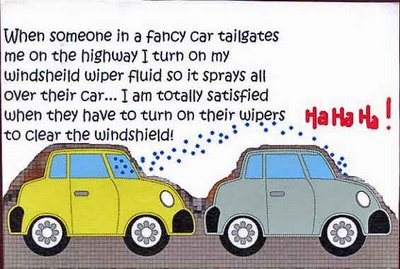 When someone in a fancy car tailgates
me on the highway I turn on my
windsheild wiper fluid so it sprays all
over their car... I am totally satisfied
when they have to turn on their wipers
to clear the windshield!
Ha Ha Ha!